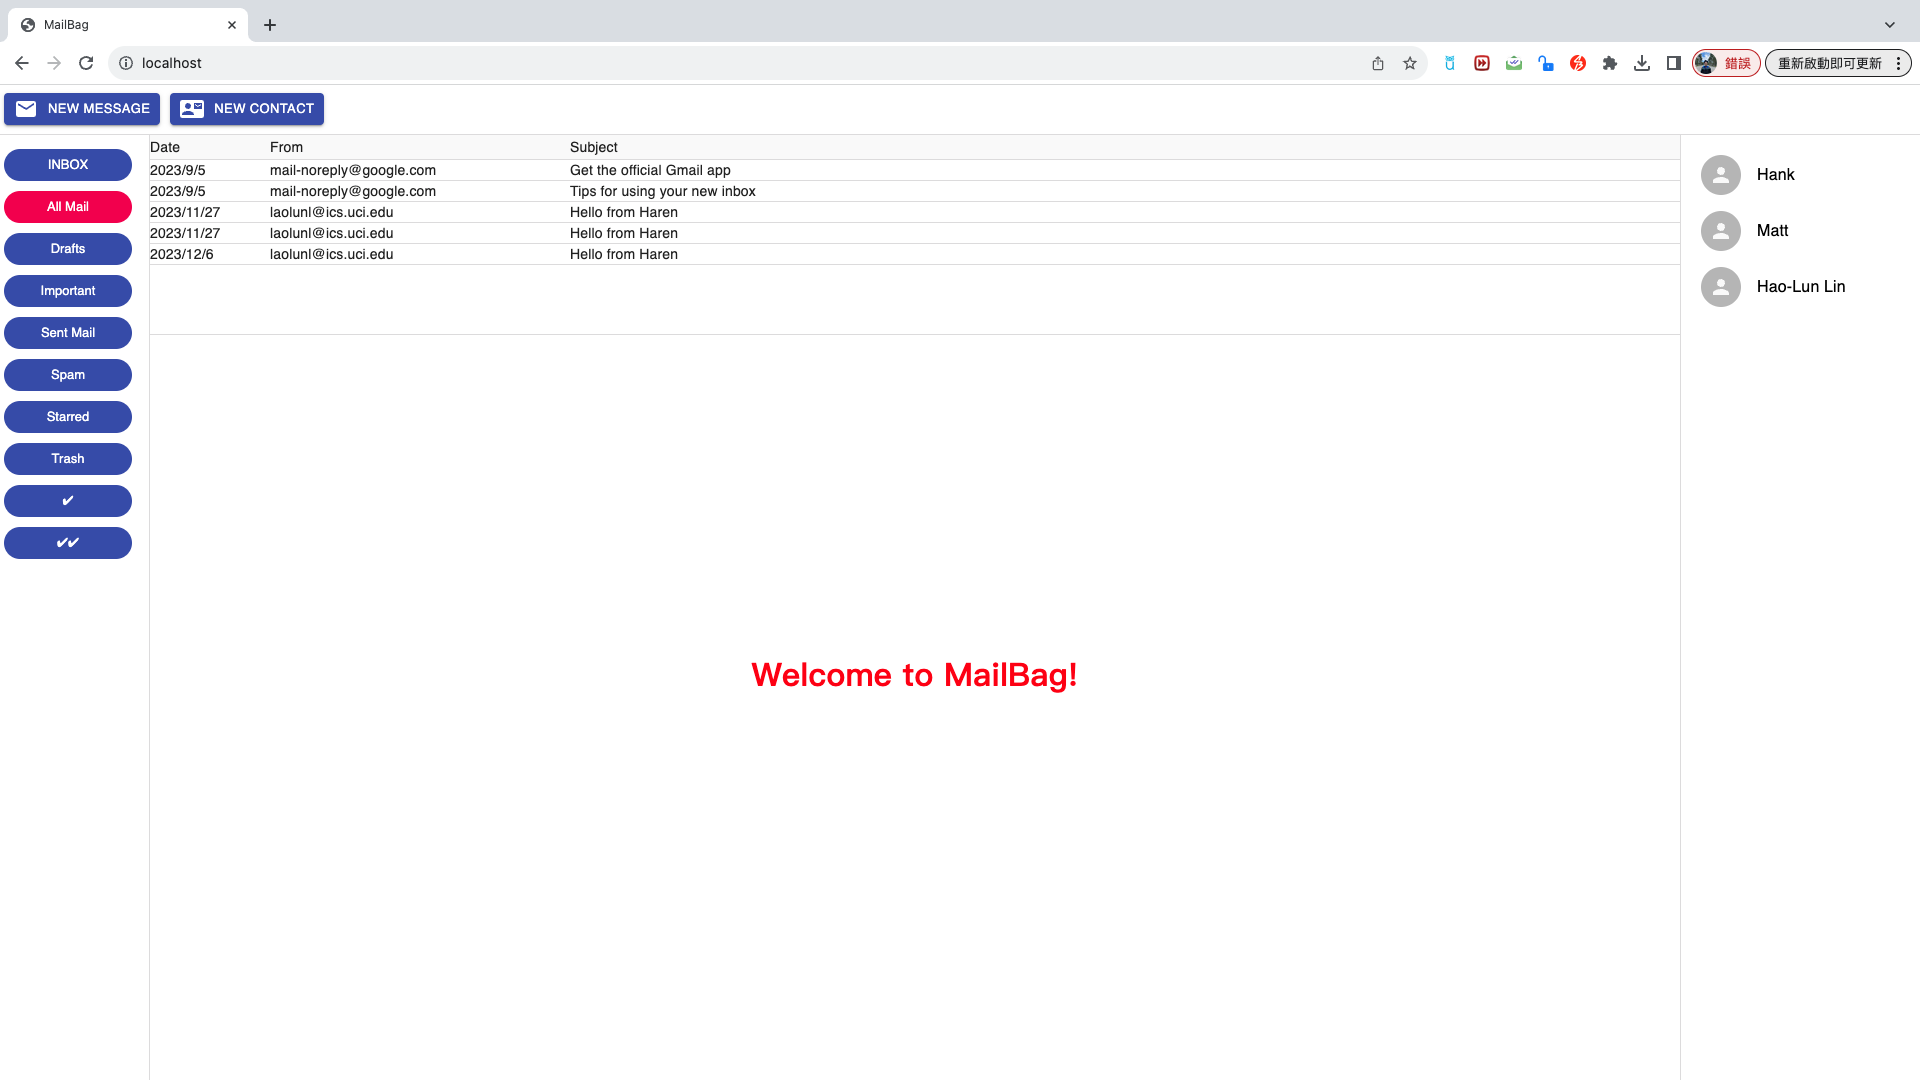 MailBag
localhost
錯誤
重新啟動即可更新
NEW MESSAGE
NEW CONTACT
INBOX
All Mail
Drafts
Important
Sent Mail
Spam
Starred
Trash
✔
✔✔
Date From Subject
2023/9/5 mail-noreply@google.com Get the official Gmail app
2023/9/5 mail-noreply@google.com Tips for using your new inbox
2023/11/27 laolunl@ics.uci.edu Hello from Haren
2023/11/27 laolunl@ics.uci.edu Hello from Haren
2023/12/6 laolunl@ics.uci.edu Hello from Haren
Welcome to MailBag!
Hank
Matt
Hao-Lun Lin